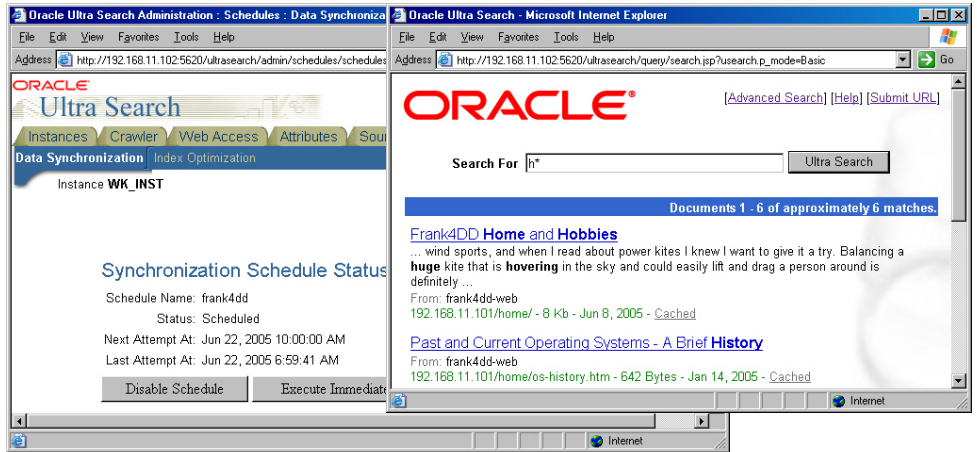 Oracle Ultra Search Administration : Schedules : Data Synchroniza
File Edit View Favorites Tools Help
Address http://192.168.11.102:5620/ultrasearch/admin/schedules/schedules
ORACLE
Ultra Search
Instances Crawler Web Access Attributes Sou
Data Synchronization Index Optimization
Instance WK_INST
Synchronization Schedule Status
Schedule Name: frank4dd
Status: Scheduled
Next Attempt At: Jun 22, 2005 10:00:00 AM
Last Attempt At: Jun 22, 2005 6:59:41 AM
Disable Schedule Execute Immediate
Internet
Oracle Ultra Search - Microsoft Internet Explorer
File Edit View Favorites Tools Help
Address http://192.168.11.102:5620/ultrasearch/query/search.jsp?usearch.p_mode=Basic Go
ORACLE® [Advanced Search] [Help] [Submit URL]
Search For h* Ultra Search
Documents 1 - 6 of approximately 6 matches.
Frank4DD Home and Hobbies
... wind sports, and when I read about power kites I knew I want to give it a try. Balancing a
huge kite that is hovering in the sky and could easily lift and drag a person around is
definitely ...
From: frank4dd-web
192.168.11.101/home/ - 8 Kb - Jun 8, 2005 - Cached
Past and Current Operating Systems - A Brief History
From: frank4dd-web
192.168.11.101/home/os-history.htm - 642 Bytes - Jan 14, 2005 - Cached
Internet